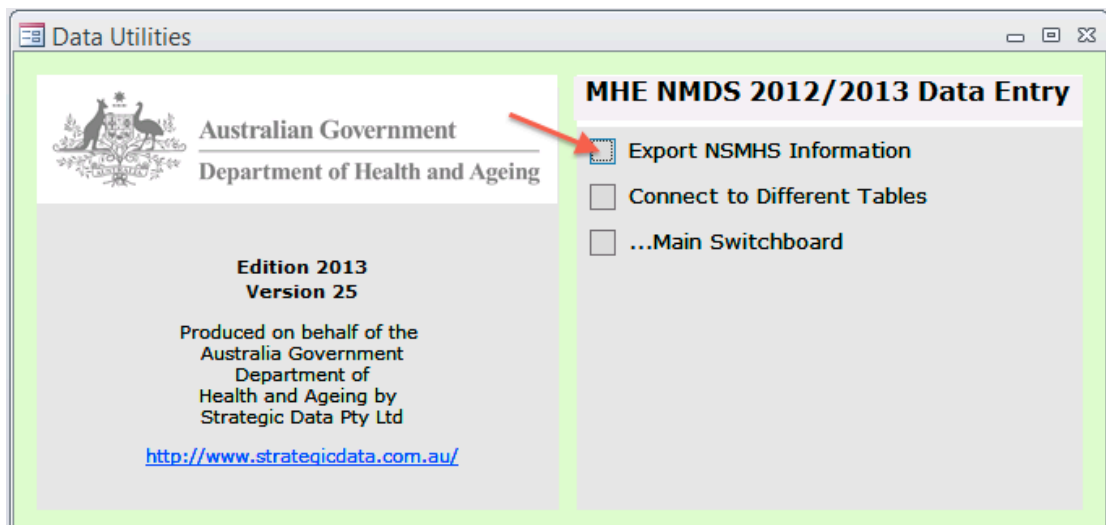 Data Utilities
Australian Government
Department of Health and Ageing
Edition 2013
Version 25
Produced on behalf of the
Australia Government
Department of
Health and Ageing by
Strategic Data Pty Ltd
http://www.strategicdata.com.au/
MHE NMDS 2012/2013 Data Entry
Export NSMHS Information
Connect to Different Tables
...Main Switchboard